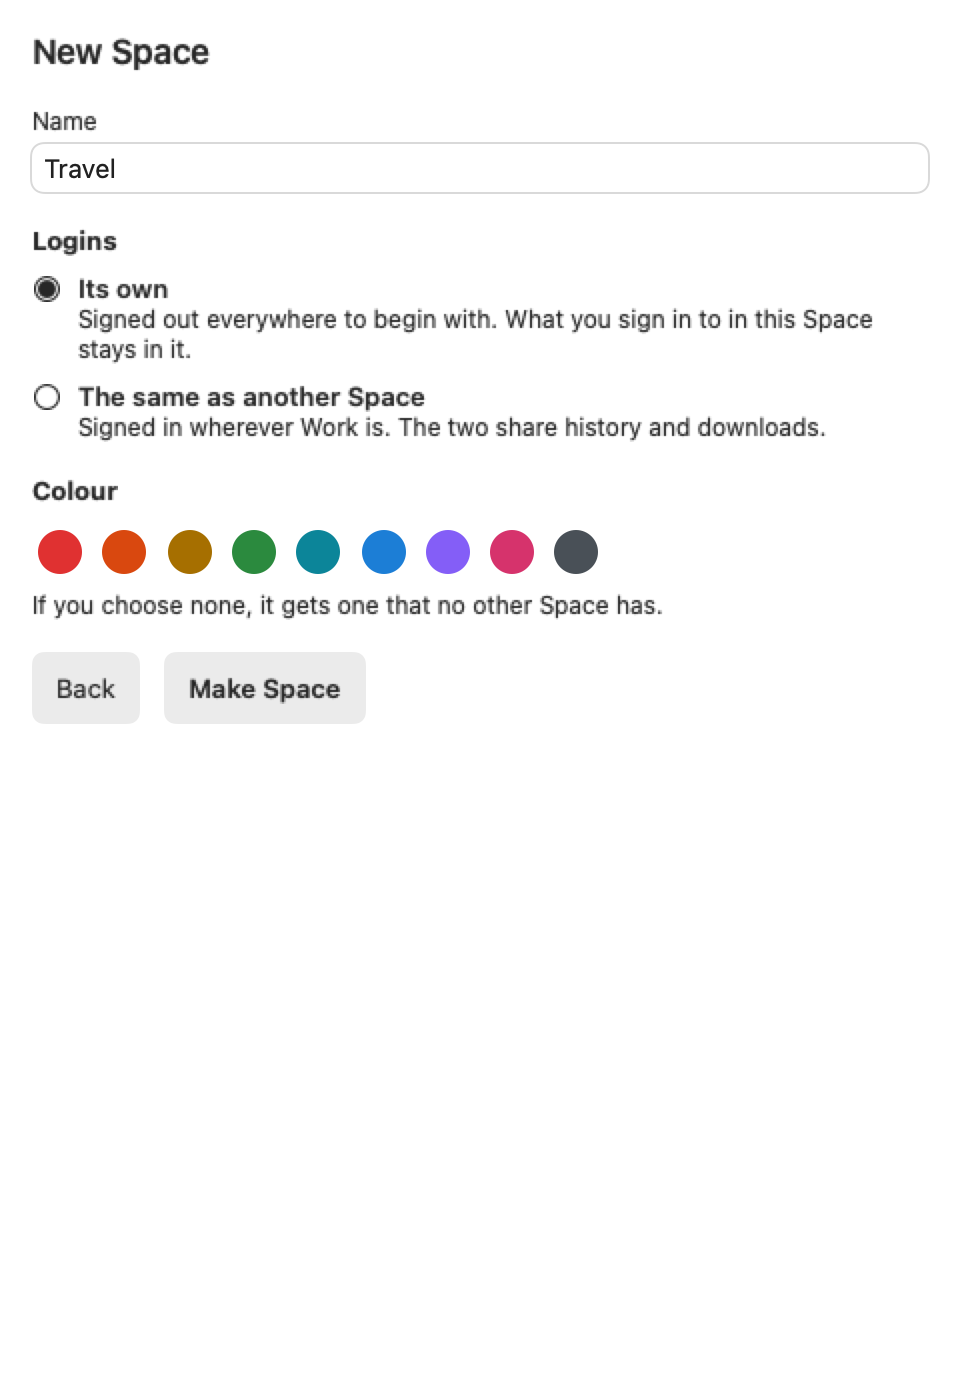 New Space
Name
Travel
Logins
Its own
Signed out everywhere to begin with. What you sign in to in this Space
stays in it.
The same as another Space
Signed in wherever Work is. The two share history and downloads.
Colour
If you choose none, it gets one that no other Space has.
Back
Make Space